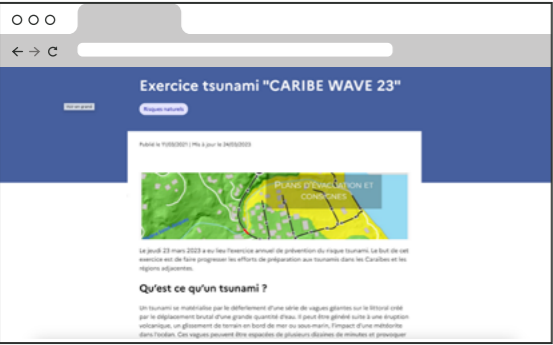 Exercice tsunami "CARIBE WAVE 23"
Voir en grand
Risques naturels
Publié le 11/03/2021 | Mis à jour le 24/03/2023
PLANS D'ÉVACUATION ET
CONSIGNES
Le jeudi 23 mars 2023 a eu lieu l'exercice annuel de prévention du risque tsunami. Le but de cet
exercice est de faire progresser les efforts de préparation aux tsunamis dans les Caraïbes et les
régions adjacentes.
Qu'est ce qu'un tsunami ?
Un tsunami se matérialise par le déferlement d'une série de vagues géantes sur le littoral créé
par le déplacement brutal d'une grande quantité d'eau. Il peut être généré suite à une éruption
volcanique, un glissement de terrain en bord de mer ou sous-marin, l'impact d'une météorite
dans l'océan. Ces vagues peuvent être espacées de plusieurs dizaines de minutes et provoquer